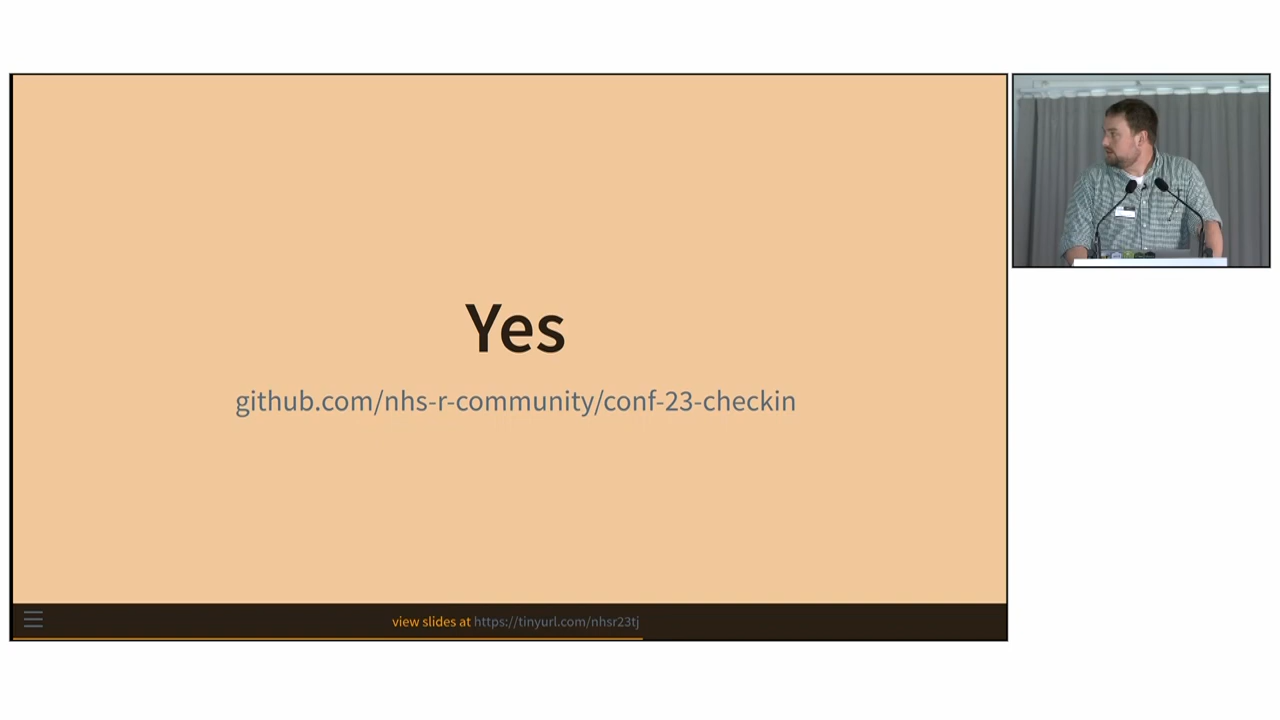 Yes
github.com/nhs-r-community/conf-23-checkin
view slides at https://tinyurl.com/nhsr23tj